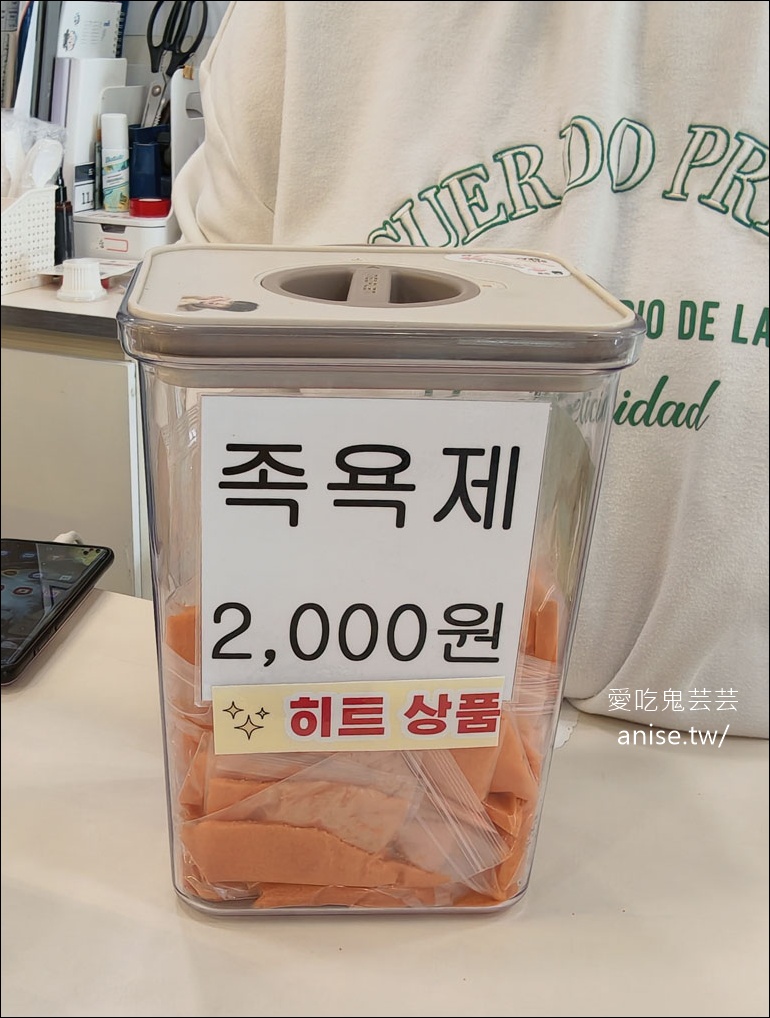 CUERDO PR
IO DE LA
idad
족욕제
2,000원
히트 상품
愛吃鬼芸芸
anise.tw/